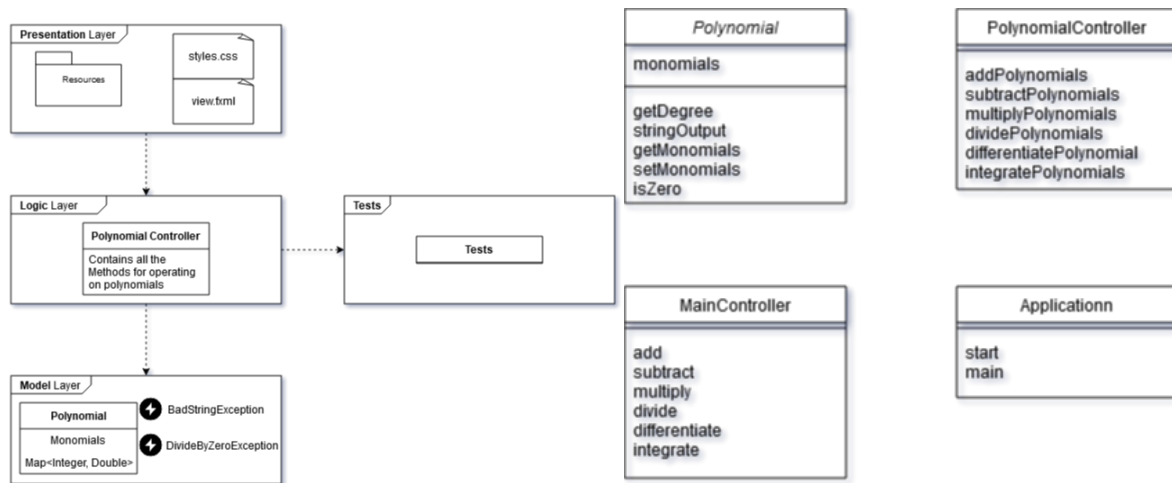 Presentation Layer
Resources
styles.css
view.fxml
Logic Layer
Polynomial Controller
Contains all the
Methods for operating
on polynomials
Tests
Tests
Model Layer
Polynomial
Monomials
Map<Integer, Double>
BadStringException
DivideByZeroException
Polynomial
monomials
getDegree
stringOutput
getMonomials
setMonomials
isZero
PolynomialController
addPolynomials
subtractPolynomials
multiplyPolynomials
dividePolynomials
differentiatePolynomial
integratePolynomials
MainController
add
subtract
multiply
divide
differentiate
integrate
Applicationn
start
main